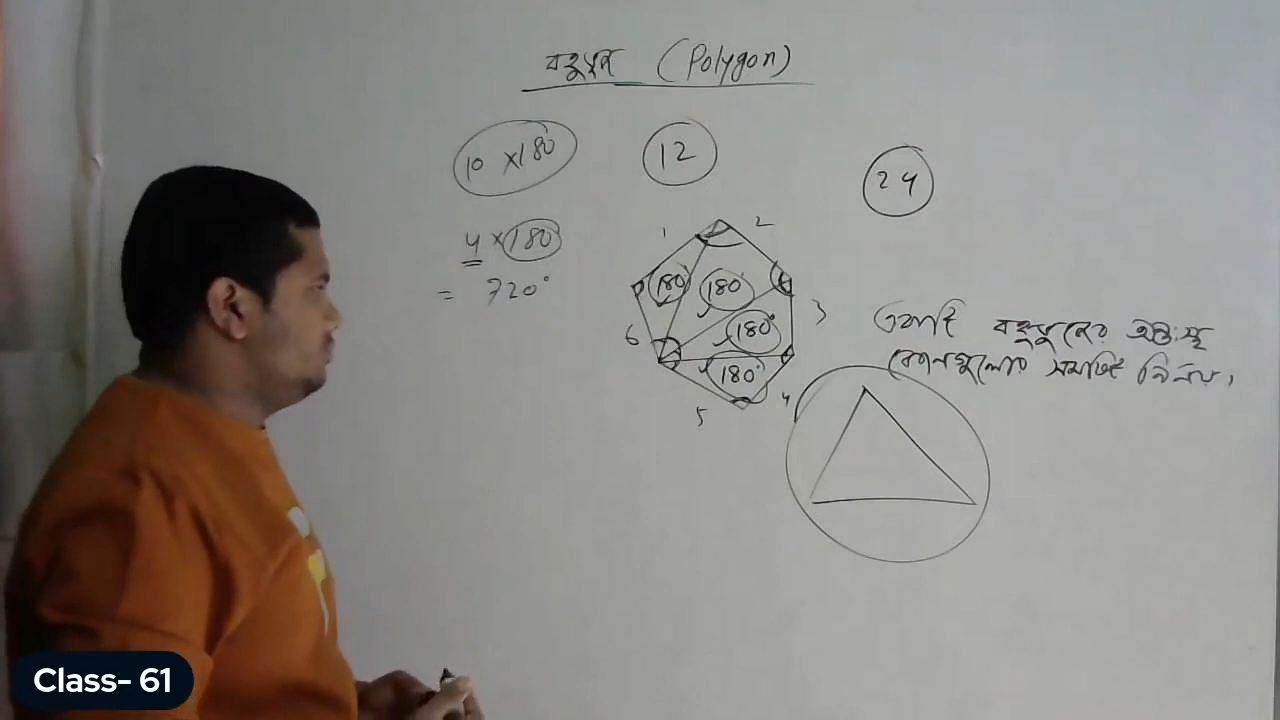 বহুভুজ (Polygon)
10 × 180°
12
24
4 × 180°
= 720°
1
2
3
4
5
6
180°
180°
180°
180°
একটি বহুভুজের অন্তঃস্থ
কোণগুলোর সমষ্টি নির্ণয়।
Class- 61